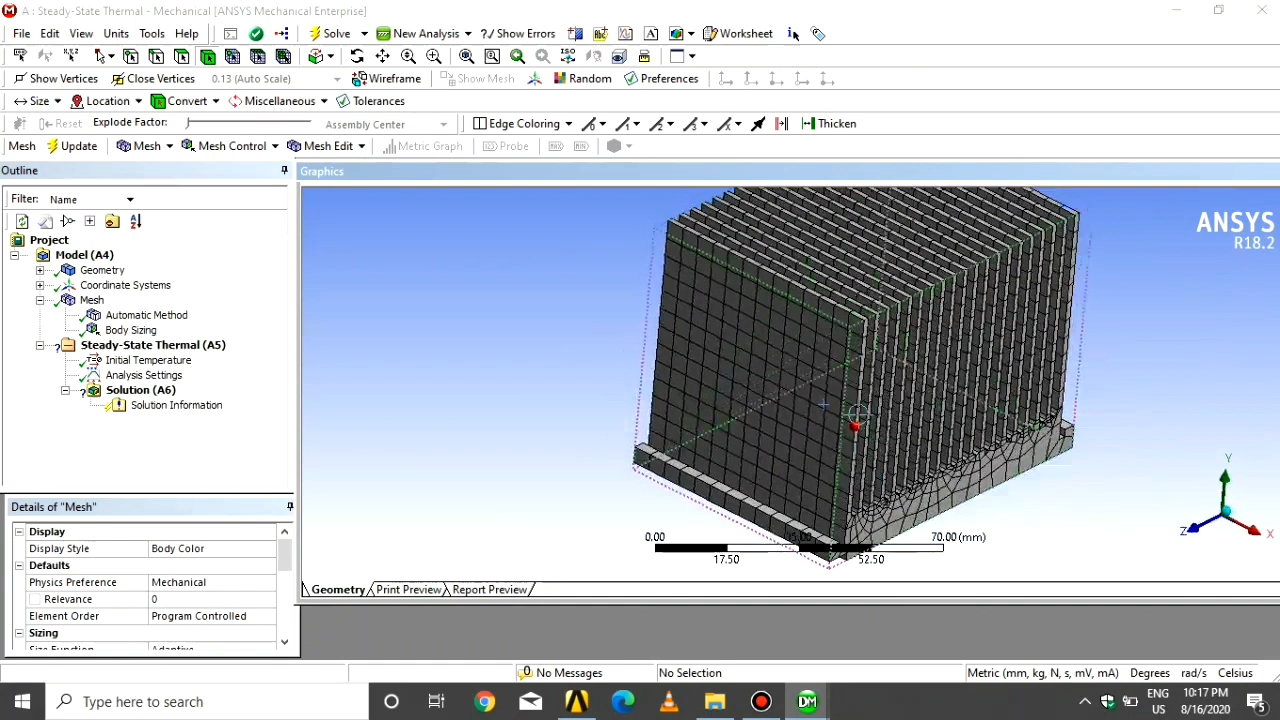 A : Steady-State Thermal - Mechanical [ANSYS Mechanical Enterprise]
File Edit View Units Tools Help Solve New Analysis ?/ Show Errors Worksheet
Show Vertices Close Vertices 0.13 (Auto Scale) Wireframe Show Mesh Random Preferences
Size Location Convert Miscellaneous Tolerances
Reset Explode Factor: Assembly Center Edge Coloring Thicken
Mesh Update Mesh Mesh Control Mesh Edit Metric Graph Probe
Outline
Graphics
Filter: Name
Project
Model (A4)
Geometry
Coordinate Systems
Mesh
Automatic Method
Body Sizing
Steady-State Thermal (A5)
Initial Temperature
Analysis Settings
Solution (A6)
Solution Information
ANSYS
R18.2
Y
Z
X
0.00 35.00 70.00 (mm)
17.50 52.50
Geometry Print Preview Report Preview
Details of "Mesh"
Display
Display Style Body Color
Defaults
Physics Preference Mechanical
Relevance 0
Element Order Program Controlled
Sizing
Size Function Adaptive
0 No Messages No Selection Metric (mm, kg, N, s, mV, mA) Degrees rad/s Celsius
Type here to search
DM
ENG
US
10:17 PM
8/16/2020
5